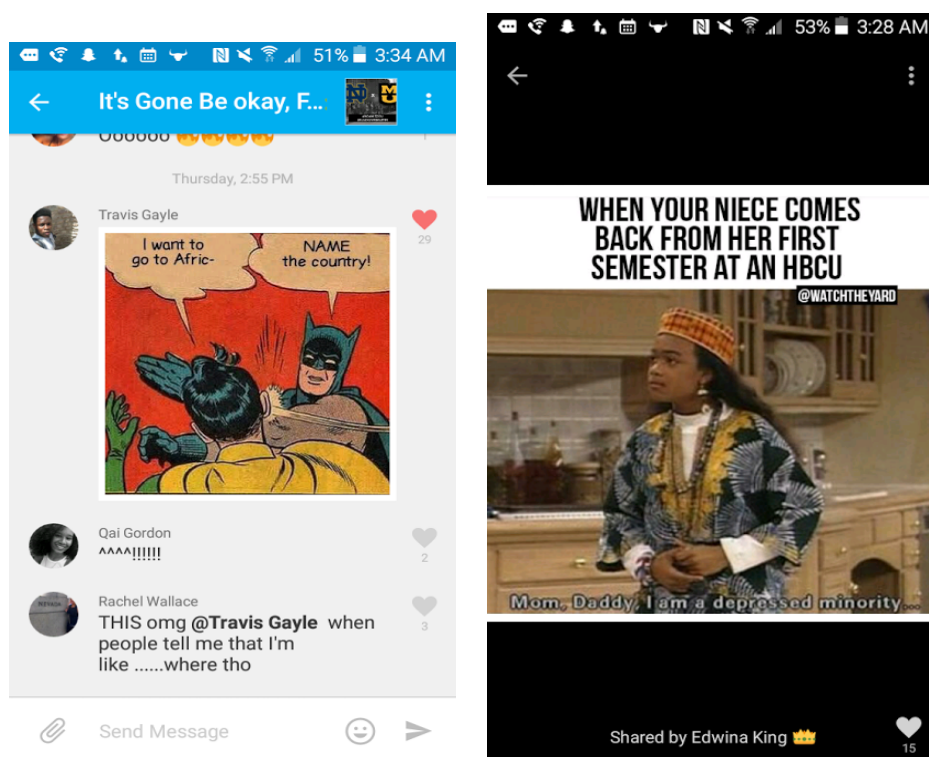 51% 3:34 AM
It's Gone Be okay, F...
Oooooo
Thursday, 2:55 PM
Travis Gayle
29
I want to
go to Afric-
NAME
the country!
Qai Gordon
^^^^!!!!!!
2
Rachel Wallace
THIS omg @Travis Gayle when
3
people tell me that I'm
like ......where tho
Send Message
53% 3:28 AM
WHEN YOUR NIECE COMES
BACK FROM HER FIRST
SEMESTER AT AN HBCU
@WATCHTHEYARD
Mom, Daddy, I am a depressed minority...
Shared by Edwina King
15